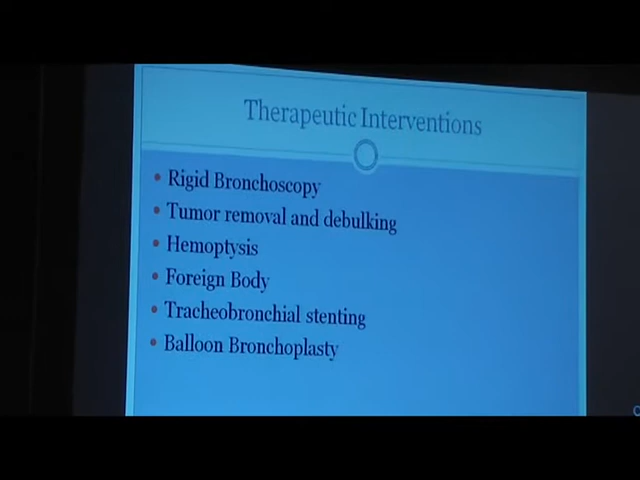 Therapeutic Interventions
• Rigid Bronchoscopy
• Tumor removal and debulking
• Hemoptysis
• Foreign Body
• Tracheobronchial stenting
• Balloon Bronchoplasty